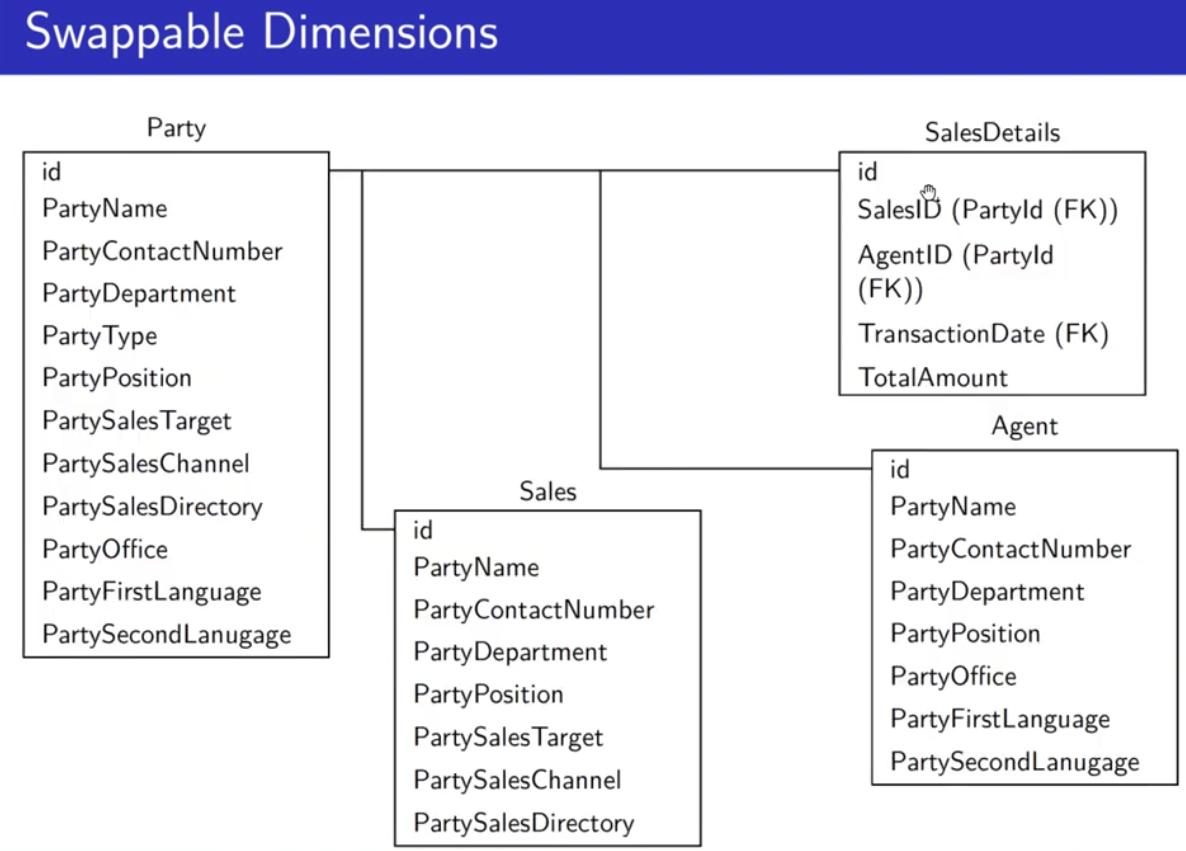 Swappable Dimensions
Party
id
PartyName
PartyContactNumber
PartyDepartment
PartyType
PartyPosition
PartySalesTarget
PartySalesChannel
PartySalesDirectory
PartyOffice
PartyFirstLanguage
PartySecondLanugage
SalesDetails
id
SalesID (PartyId (FK))
AgentID (PartyId
(FK))
TransactionDate (FK)
TotalAmount
Sales
id
PartyName
PartyContactNumber
PartyDepartment
PartyPosition
PartySalesTarget
PartySalesChannel
PartySalesDirectory
Agent
id
PartyName
PartyContactNumber
PartyDepartment
PartyPosition
PartyOffice
PartyFirstLanguage
PartySecondLanugage